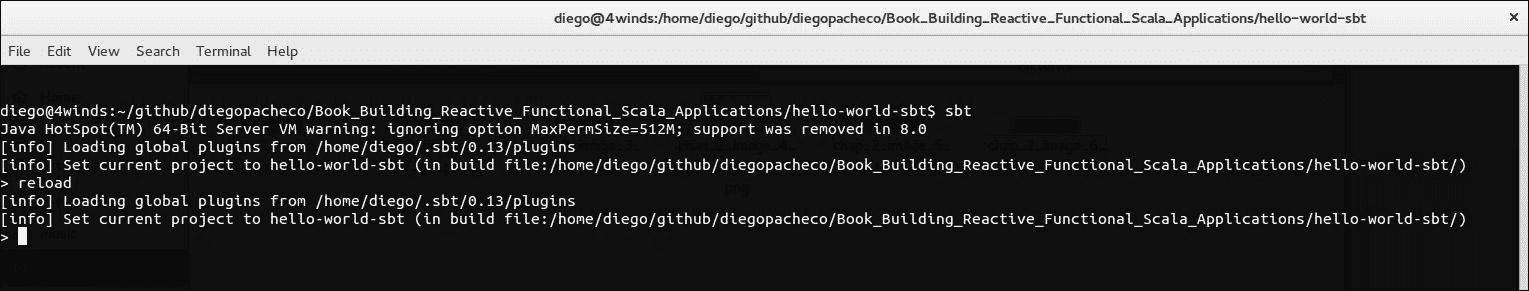 diego@4winds:/home/diego/github/diegopacheco/Book_Building_Reactive_Functional_Scala_Applications/hello-world-sbt ×
File Edit View Search Terminal Help
diego@4winds:~/github/diegopacheco/Book_Building_Reactive_Functional_Scala_Applications/hello-world-sbt$ sbt
Java HotSpot(TM) 64-Bit Server VM warning: ignoring option MaxPermSize=512M; support was removed in 8.0
[info] Loading global plugins from /home/diego/.sbt/0.13/plugins
[info] Set current project to hello-world-sbt (in build file:/home/diego/github/diegopacheco/Book_Building_Reactive_Functional_Scala_Applications/hello-world-sbt/)
> reload
[info] Loading global plugins from /home/diego/.sbt/0.13/plugins
[info] Set current project to hello-world-sbt (in build file:/home/diego/github/diegopacheco/Book_Building_Reactive_Functional_Scala_Applications/hello-world-sbt/)
>